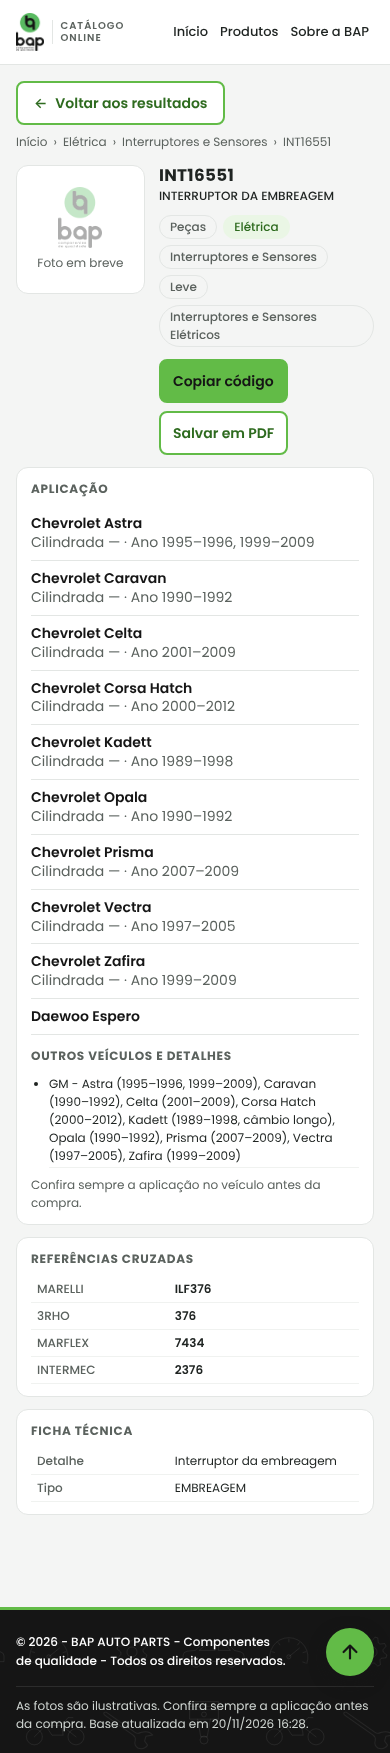 bap
CATÁLOGO
ONLINE
Início
Produtos
Sobre a BAP
← Voltar aos resultados
Início › Elétrica › Interruptores e Sensores › INT16551
bap
Foto em breve
INT16551
INTERRUPTOR DA EMBREAGEM
Peças
Elétrica
Interruptores e Sensores
Leve
Interruptores e Sensores
Elétricos
Copiar código
Salvar em PDF
APLICAÇÃO
Chevrolet Astra
Cilindrada — · Ano 1995–1996, 1999–2009
Chevrolet Caravan
Cilindrada — · Ano 1990–1992
Chevrolet Celta
Cilindrada — · Ano 2001–2009
Chevrolet Corsa Hatch
Cilindrada — · Ano 2000–2012
Chevrolet Kadett
Cilindrada — · Ano 1989–1998
Chevrolet Opala
Cilindrada — · Ano 1990–1992
Chevrolet Prisma
Cilindrada — · Ano 2007–2009
Chevrolet Vectra
Cilindrada — · Ano 1997–2005
Chevrolet Zafira
Cilindrada — · Ano 1999–2009
Daewoo Espero
OUTROS VEÍCULOS E DETALHES
• GM - Astra (1995–1996, 1999–2009), Caravan
(1990–1992), Celta (2001–2009), Corsa Hatch
(2000–2012), Kadett (1989–1998, câmbio longo),
Opala (1990–1992), Prisma (2007–2009), Vectra
(1997–2005), Zafira (1999–2009)
Confira sempre a aplicação no veículo antes da
compra.
REFERÊNCIAS CRUZADAS
MARELLI ILF376
3RHO 376
MARFLEX 7434
INTERMEC 2376
FICHA TÉCNICA
Detalhe Interruptor da embreagem
Tipo EMBREAGEM
© 2026 - BAP AUTO PARTS - Componentes
de qualidade - Todos os direitos reservados.
As fotos são ilustrativas. Confira sempre a aplicação antes
da compra. Base atualizada em 20/11/2026 16:28.